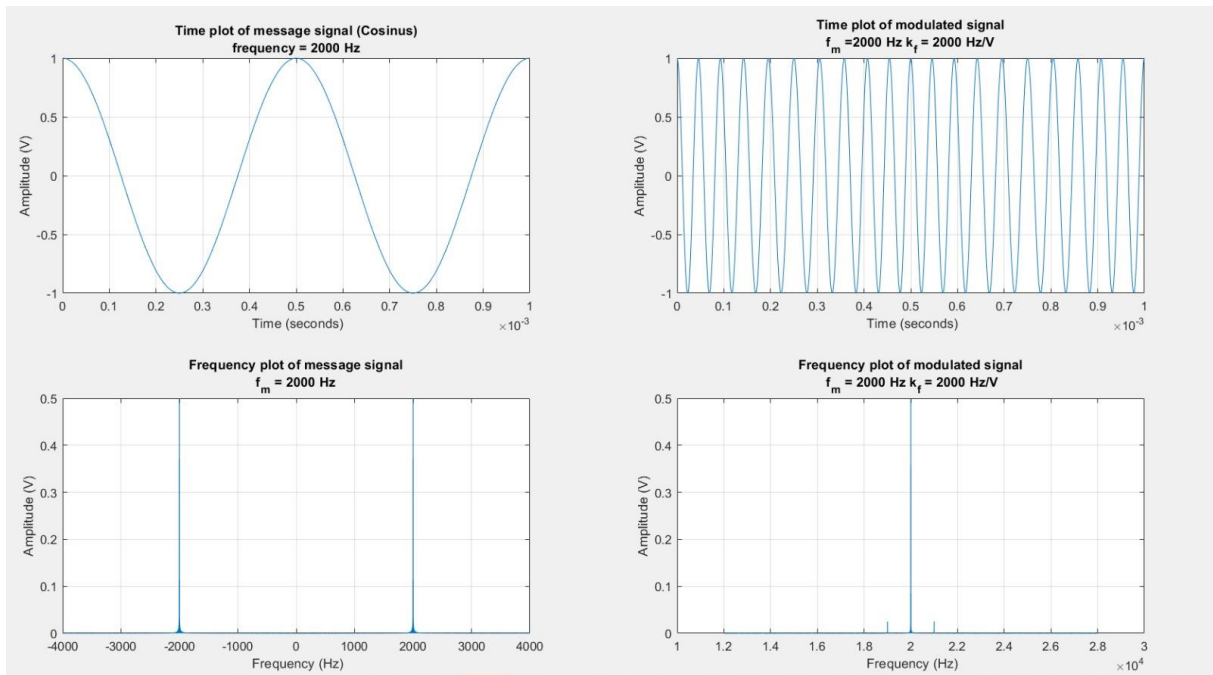 Time plot of message signal (Cosinus)
frequency = 2000 Hz
1
0.5
0
-0.5
-1
Amplitude (V)
0 0.1 0.2 0.3 0.4 0.5 0.6 0.7 0.8 0.9 1
Time (seconds)
×10-3
Time plot of modulated signal
fm =2000 Hz kf = 2000 Hz/V
1
0.5
0
-0.5
-1
Amplitude (V)
0 0.1 0.2 0.3 0.4 0.5 0.6 0.7 0.8 0.9 1
Time (seconds)
×10-3
Frequency plot of message signal
fm = 2000 Hz
0.5
0.4
0.3
0.2
0.1
0
Amplitude (V)
-4000 -3000 -2000 -1000 0 1000 2000 3000 4000
Frequency (Hz)
Frequency plot of modulated signal
fm = 2000 Hz kf = 2000 Hz/V
0.5
0.4
0.3
0.2
0.1
0
Amplitude (V)
1 1.2 1.4 1.6 1.8 2 2.2 2.4 2.6 2.8 3
Frequency (Hz)
×104